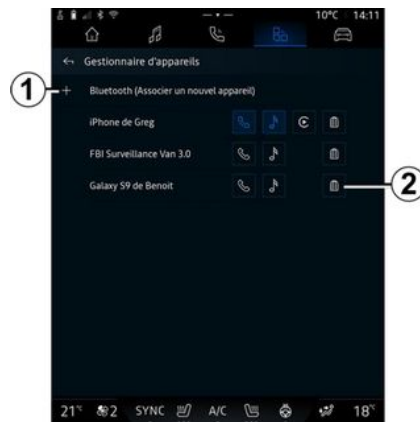 10°C 14:11
Gestionnaire d'appareils
1
+ Bluetooth (Associer un nouvel appareil)
iPhone de Greg
FBI Surveillance Van 3.0
Galaxy S9 de Benoit
2
21° 2 SYNC A/C 18°